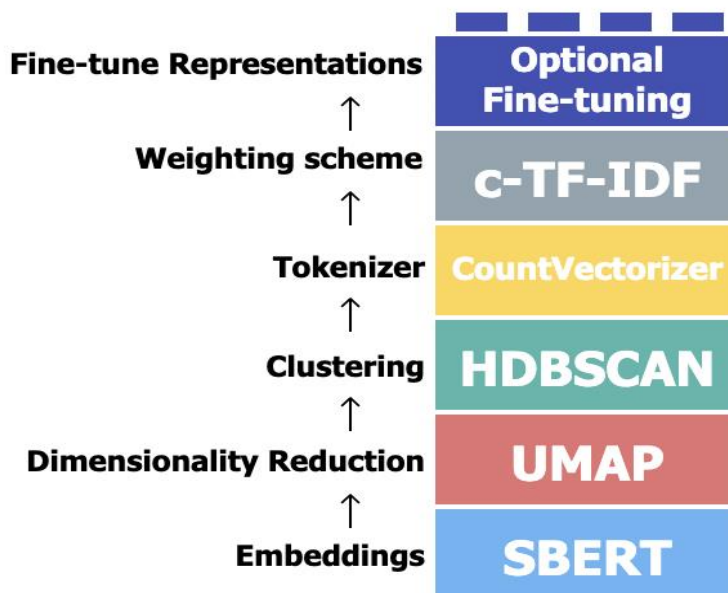 Fine-tune Representations
Optional
Fine-tuning
Weighting scheme
c-TF-IDF
Tokenizer
CountVectorizer
Clustering
HDBSCAN
Dimensionality Reduction
UMAP
Embeddings
SBERT